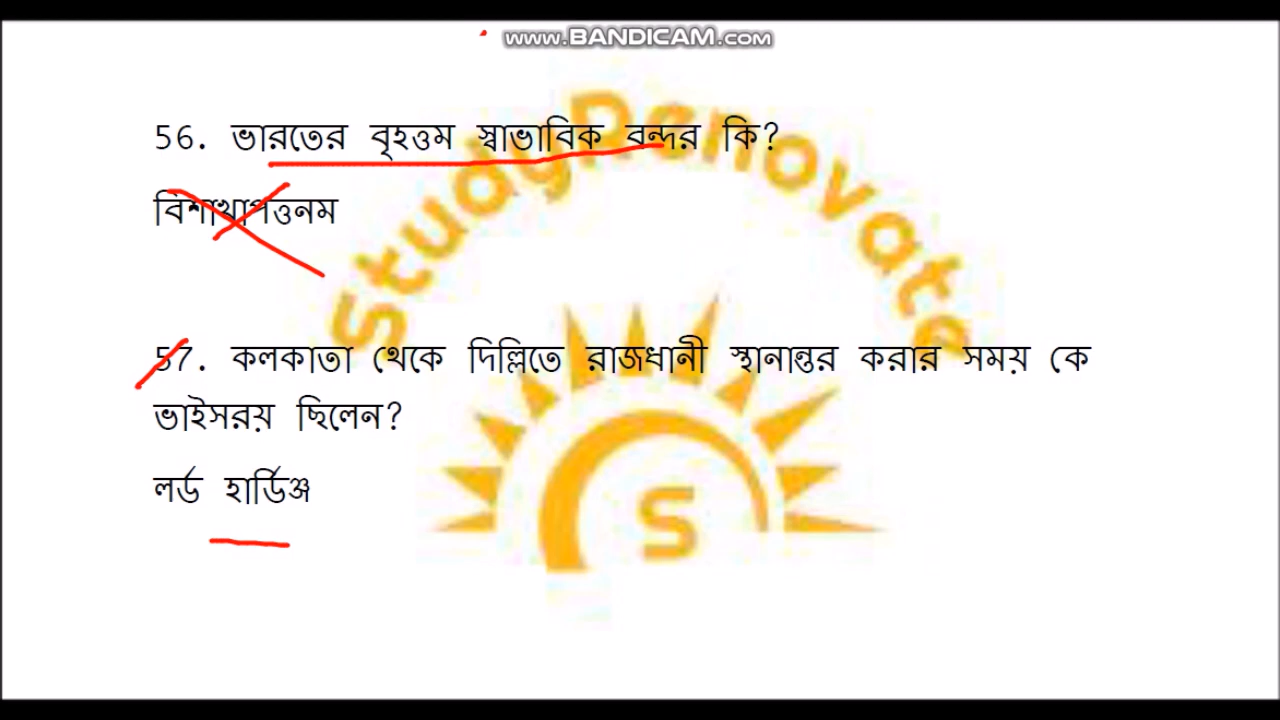 www.BANDICAM.com
56. ভারতের বৃহত্তম স্বাভাবিক বন্দর কি?
বিশাখাপত্তনম
StudyRenovate
57. কলকাতা থেকে দিল্লিতে রাজধানী স্থানান্তর করার সময় কে
ভাইসরয় ছিলেন?
লর্ড হার্ডিঞ্জ
S